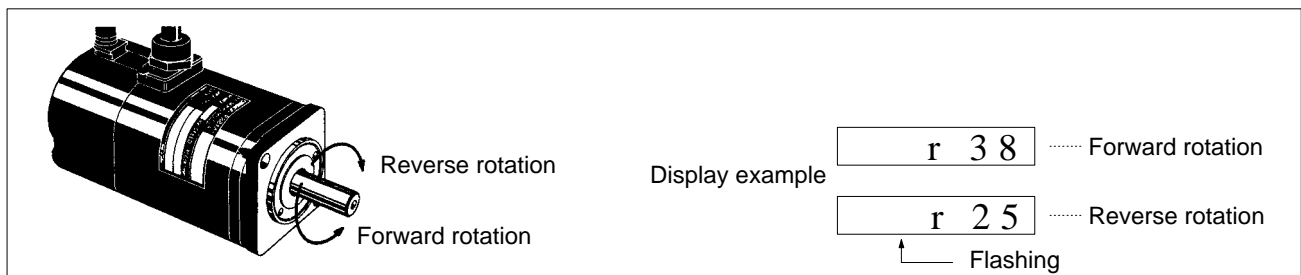 Reverse rotation
Forward rotation
Display example
r 38 Forward rotation
r 25 Reverse rotation
Flashing